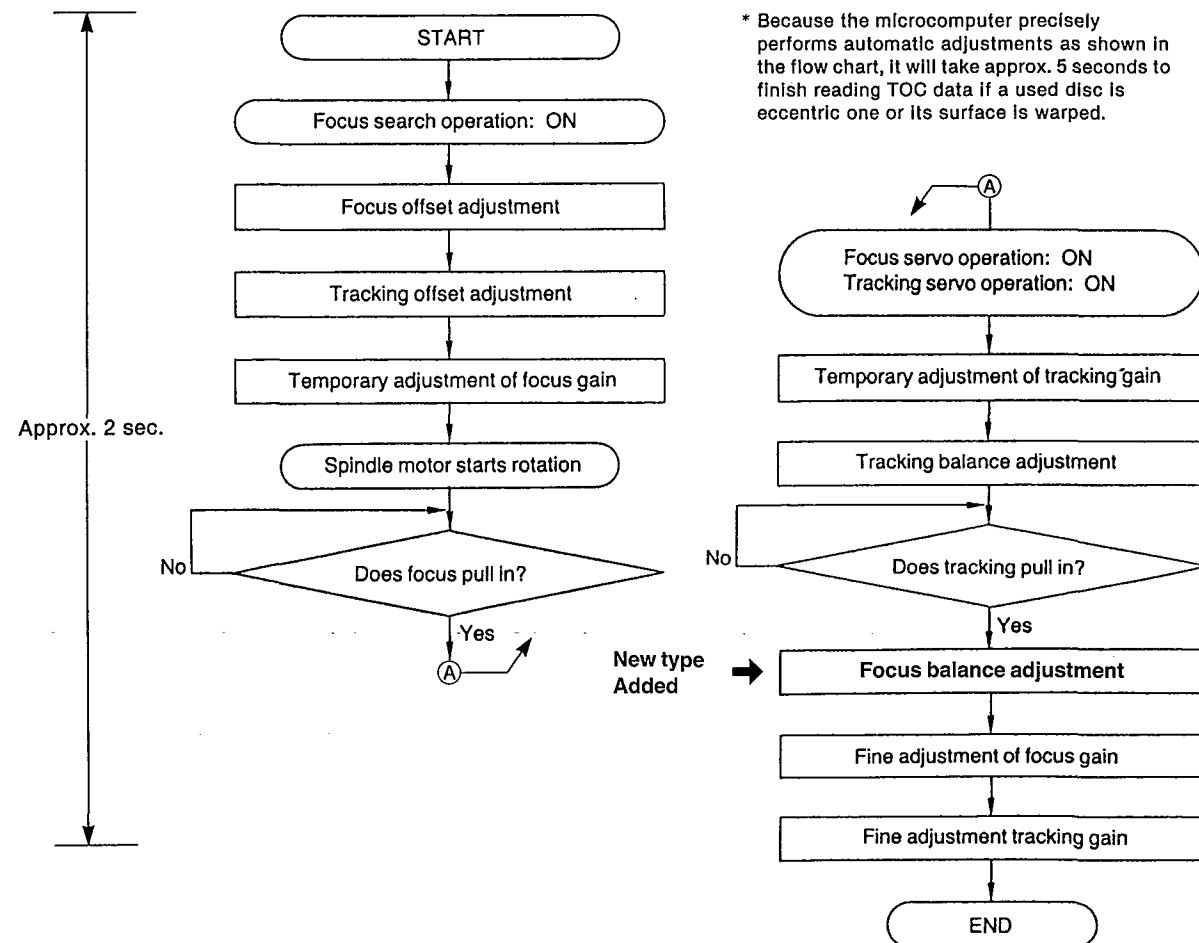 START
Focus search operation: ON
Focus offset adjustment
Tracking offset adjustment
Temporary adjustment of focus gain
Approx. 2 sec.
Spindle motor starts rotation
No
Does focus pull in?
Yes
A
* Because the microcomputer precisely
performs automatic adjustments as shown in
the flow chart, it will take approx. 5 seconds to
finish reading TOC data if a used disc is
eccentric one or its surface is warped.
A
Focus servo operation: ON
Tracking servo operation: ON
Temporary adjustment of tracking gain
Tracking balance adjustment
No
Does tracking pull in?
Yes
New type
Added
Focus balance adjustment
Fine adjustment of focus gain
Fine adjustment tracking gain
END